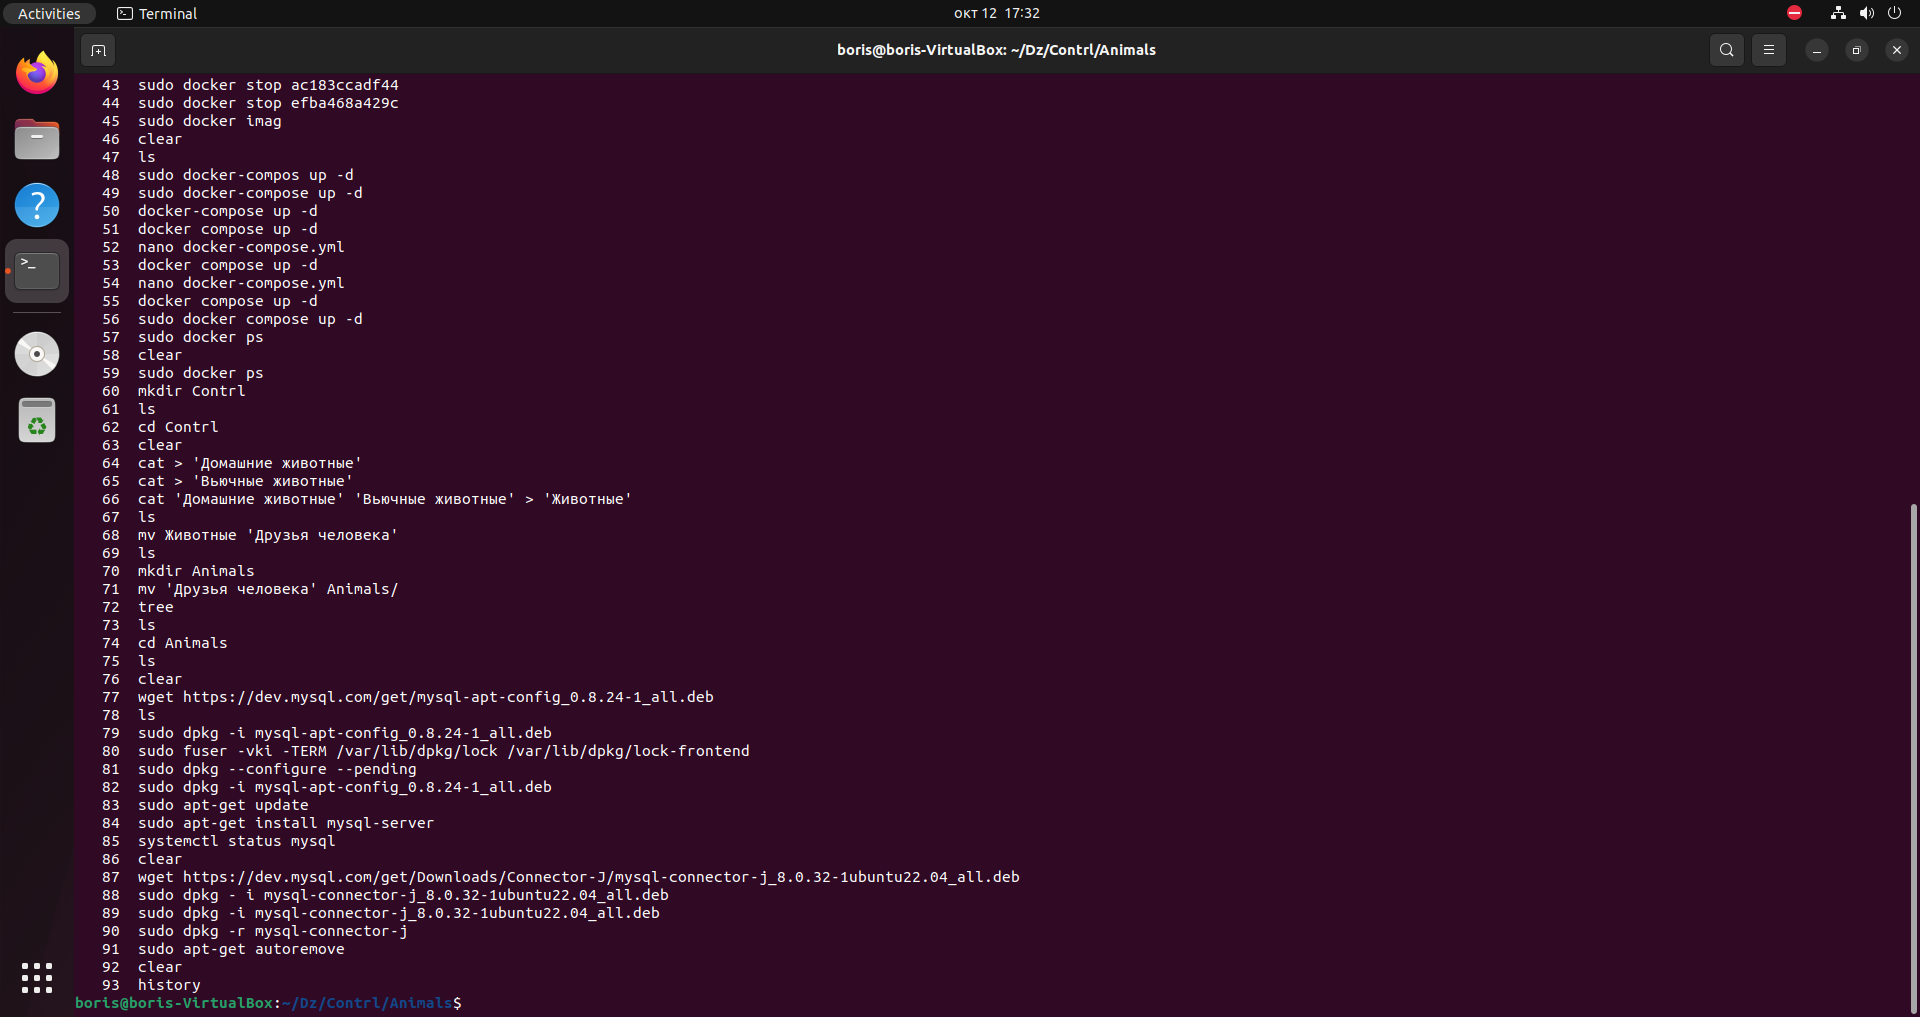 Activities
Terminal
окт 12 17:32
boris@boris-VirtualBox: ~/Dz/Contrl/Animals
43 sudo docker stop ac183ccadf44
44 sudo docker stop efba468a429c
45 sudo docker imag
46 clear
47 ls
48 sudo docker-compos up -d
49 sudo docker-compose up -d
50 docker-compose up -d
51 docker compose up -d
52 nano docker-compose.yml
53 docker compose up -d
54 nano docker-compose.yml
55 docker compose up -d
56 sudo docker compose up -d
57 sudo docker ps
58 clear
59 sudo docker ps
60 mkdir Contrl
61 ls
62 cd Contrl
63 clear
64 cat > 'Домашние животные'
65 cat > 'Вьючные животные'
66 cat 'Домашние животные' 'Вьючные животные' > 'Животные'
67 ls
68 mv Животные 'Друзья человека'
69 ls
70 mkdir Animals
71 mv 'Друзья человека' Animals/
72 tree
73 ls
74 cd Animals
75 ls
76 clear
77 wget https://dev.mysql.com/get/mysql-apt-config_0.8.24-1_all.deb
78 ls
79 sudo dpkg -i mysql-apt-config_0.8.24-1_all.deb
80 sudo fuser -vki -TERM /var/lib/dpkg/lock /var/lib/dpkg/lock-frontend
81 sudo dpkg --configure --pending
82 sudo dpkg -i mysql-apt-config_0.8.24-1_all.deb
83 sudo apt-get update
84 sudo apt-get install mysql-server
85 systemctl status mysql
86 clear
87 wget https://dev.mysql.com/get/Downloads/Connector-J/mysql-connector-j_8.0.32-1ubuntu22.04_all.deb
88 sudo dpkg - i mysql-connector-j_8.0.32-1ubuntu22.04_all.deb
89 sudo dpkg -i mysql-connector-j_8.0.32-1ubuntu22.04_all.deb
90 sudo dpkg -r mysql-connector-j
91 sudo apt-get autoremove
92 clear
93 history
boris@boris-VirtualBox:~/Dz/Contrl/Animals$